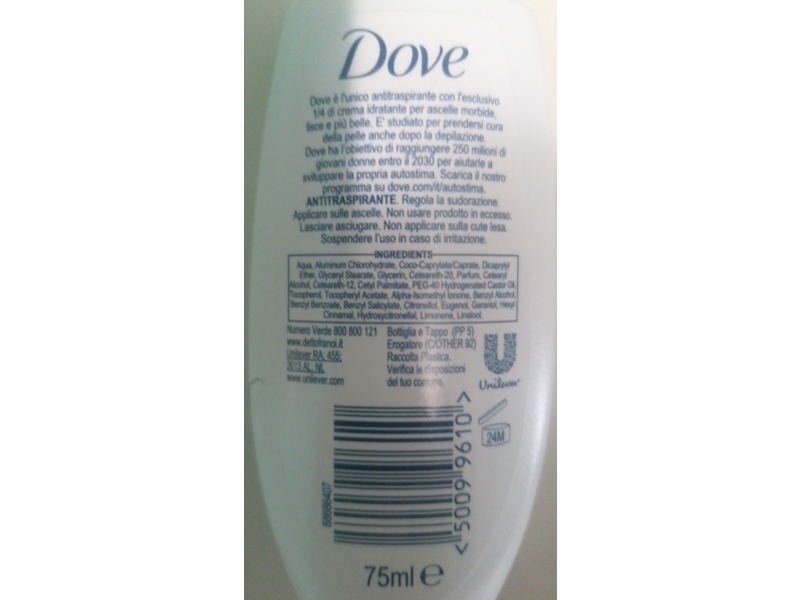 Dove
Dove è l'unico antitraspirante con l'esclusivo
1/4 di crema idratante per ascelle morbide,
lisce e più belle. E' studiato per prendersi cura
della pelle anche dopo la depilazione.
Dove ha l'obiettivo di raggiungere 250 milioni di
giovani donne entro il 2030 per aiutarle a
sviluppare la propria autostima. Scarica il nostro
programma su dove.com/it/autostima.
ANTITRASPIRANTE. Regola la sudorazione.
Applicare sulle ascelle. Non usare prodotto in eccesso.
Lasciare asciugare. Non applicare sulla cute lesa.
Sospendere l'uso in caso di irritazione.
INGREDIENTS
Aqua, Aluminum Chlorohydrate, Coco-Caprylate/Caprate, Dicaprylyl
Ether, Glyceryl Stearate, Glycerin, Ceteareth-20, Parfum, Cetearyl
Alcohol, Ceteareth-12, Cetyl Palmitate, PEG-40 Hydrogenated Castor Oil,
Tocopherol, Tocopheryl Acetate, Alpha-Isomethyl Ionone, Benzyl Alcohol,
Benzyl Benzoate, Benzyl Salicylate, Citronellol, Eugenol, Geraniol, Hexyl
Cinnamal, Hydroxycitronellal, Limonene, Linalool.
Numero Verde 800 800 121
www.dettofranoi.it
Unilever RA, 455;
3013 AL; NL
www.unilever.com
Bottiglia e Tappo (PP 5)
Erogatore (C/OTHER 92)
Raccolta Plastica.
Verifica le disposizioni
del tuo comune.
Unilever
24M
68686407
<50099610>
75ml e